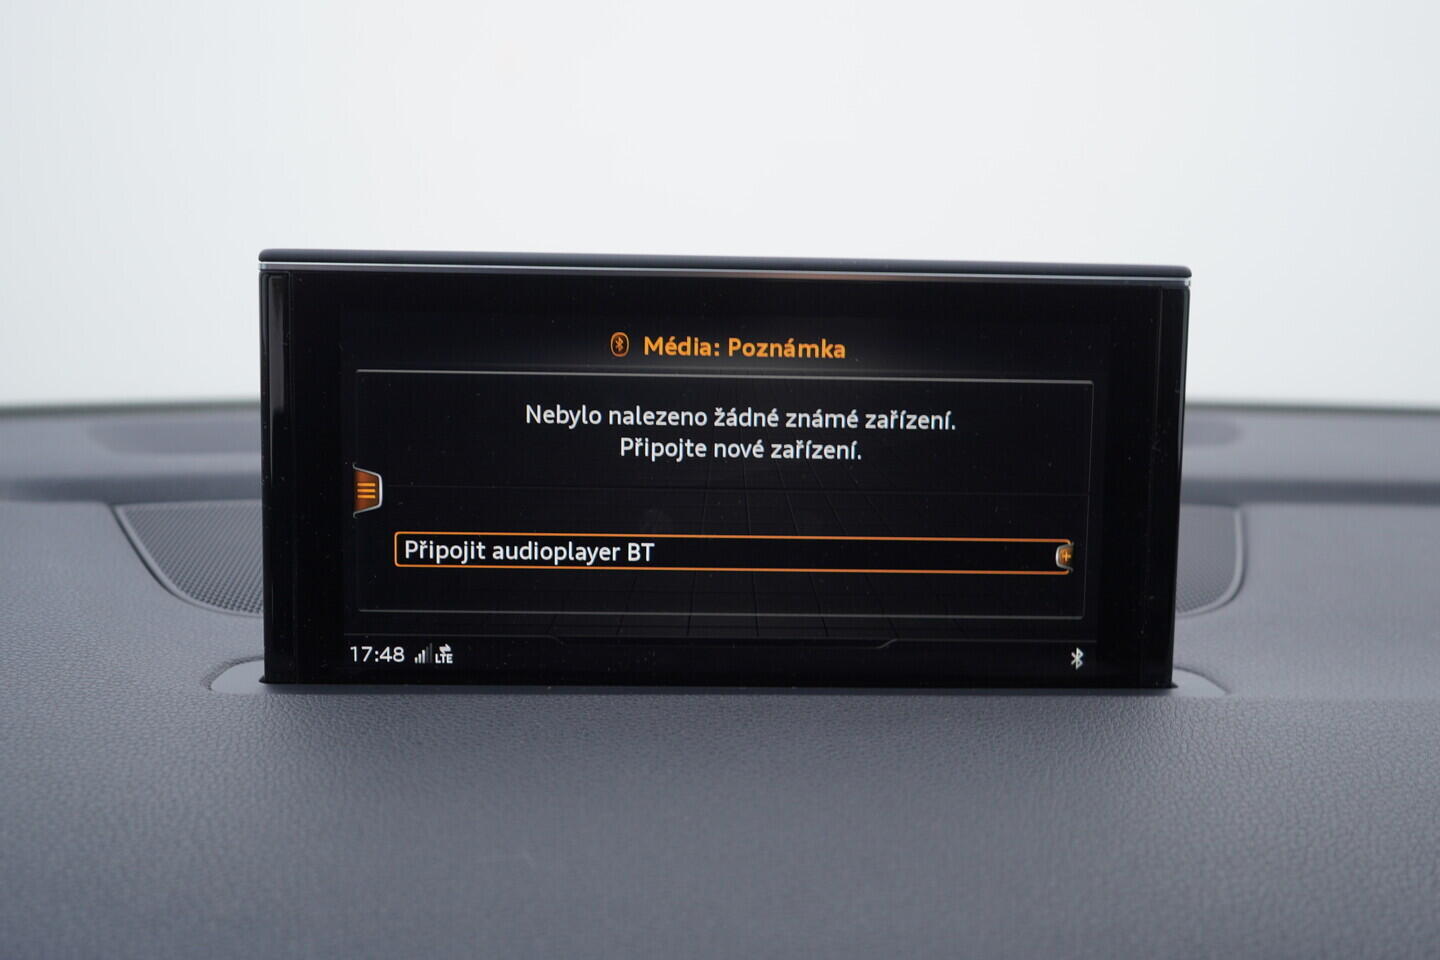 Média: Poznámka
Nebylo nalezeno žádné známé zařízení.
Připojte nové zařízení.
Připojit audioplayer BT
17:48 LTE